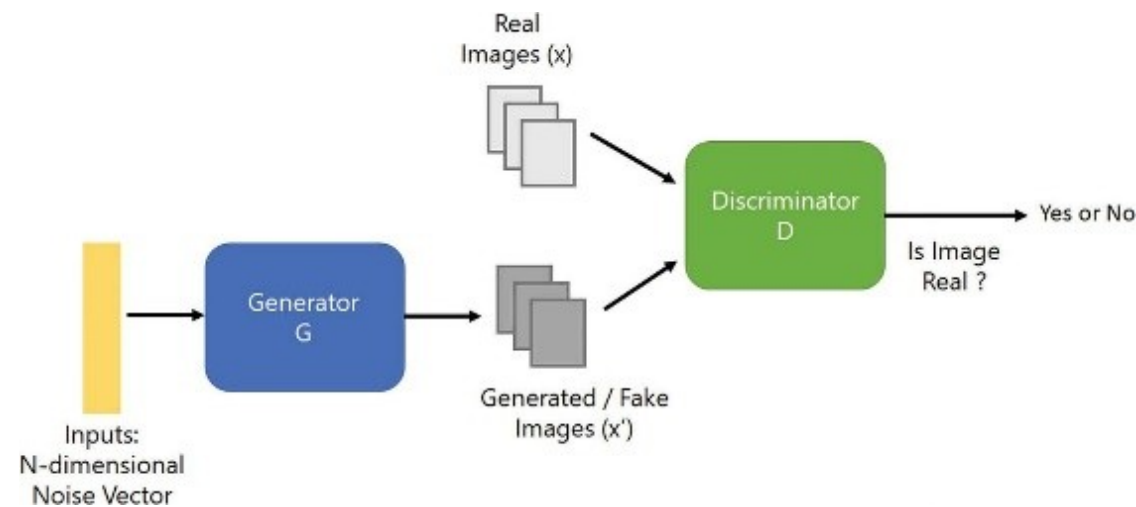 Real
Images (x)
Discriminator
D
Yes or No
Is Image
Real ?
Generator
G
Generated / Fake
Images (x')
Inputs:
N-dimensional
Noise Vector